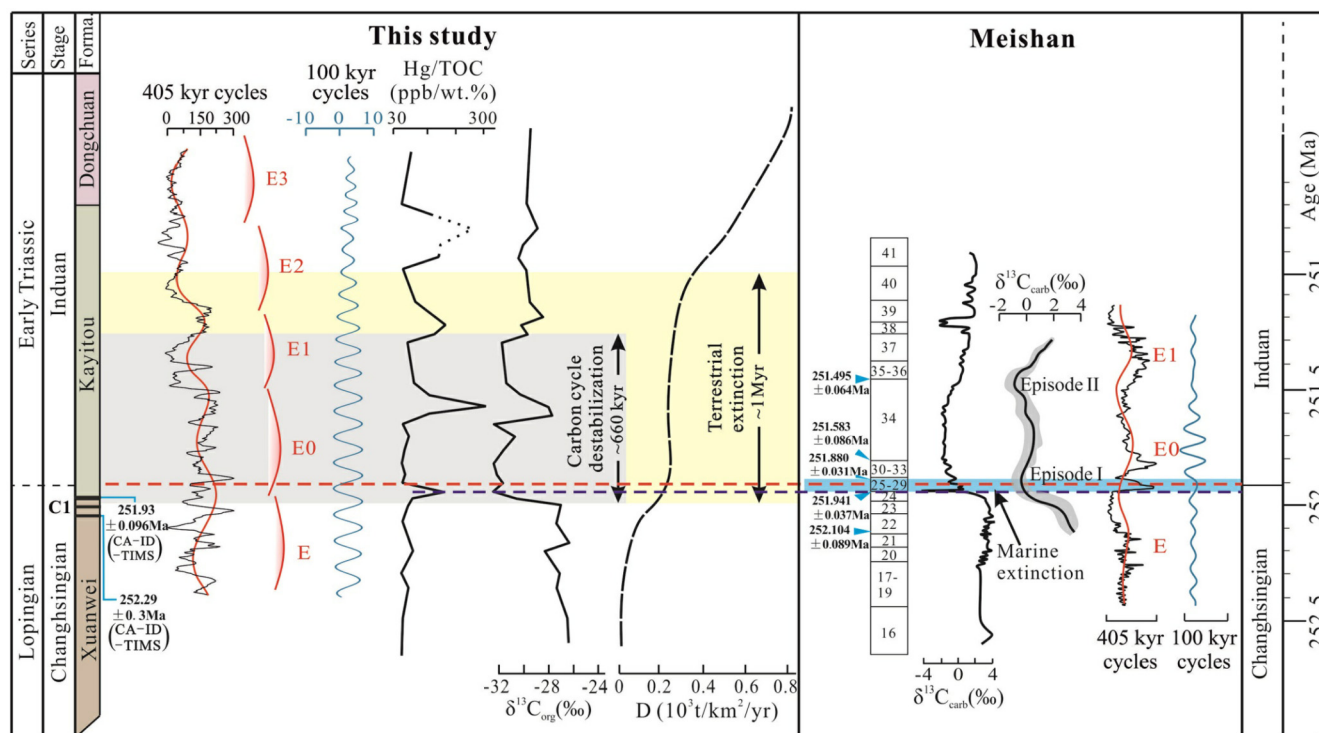 Series
Stage
Forma.
This study
Meishan
405 kyr cycles
0 150 300
100 kyr
cycles
-10 0 10
Hg/TOC
(ppb/wt.%)
30 300
Early Triassic
Lopingian
Induan
Changhsingian
Dongchuan
Kayitou
C1
Xuanwei
251.93
±0.096Ma
(CA-ID
-TIMS)
252.29
±0.3Ma
(CA-ID
-TIMS)
E3
E2
E1
E0
E
Carbon cycle
destabilization
~660 kyr
Terrestrial
extinction
~1Myr
-32 -28 -24
δ13Corg(‰)
0 0.2 0.4 0.6 0.8
D (10³t/km²/yr)
251.495
±0.064Ma
251.583
±0.086Ma
251.880
±0.031Ma
251.941
±0.037Ma
252.104
±0.089Ma
41
40
39
38
37
35-36
34
30-33
25-29
24
23
22
21
20
17-
19
16
-4 0 4
δ13Ccarb(‰)
δ13Ccarb(‰)
-2 0 2 4
Episode II
Episode I
Marine
extinction
E1
E0
E
405 kyr
cycles
100 kyr
cycles
Induan
Changhsingian
Age (Ma)
251
251.5
252
252.5